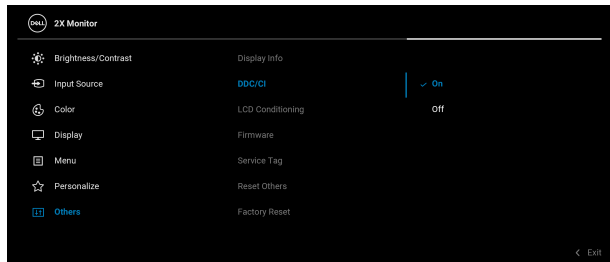 DELL 2X Monitor
Brightness/Contrast
Input Source
Color
Display
Menu
Personalize
Others
Display Info
DDC/CI
LCD Conditioning
Firmware
Service Tag
Reset Others
Factory Reset
On
Off
Exit